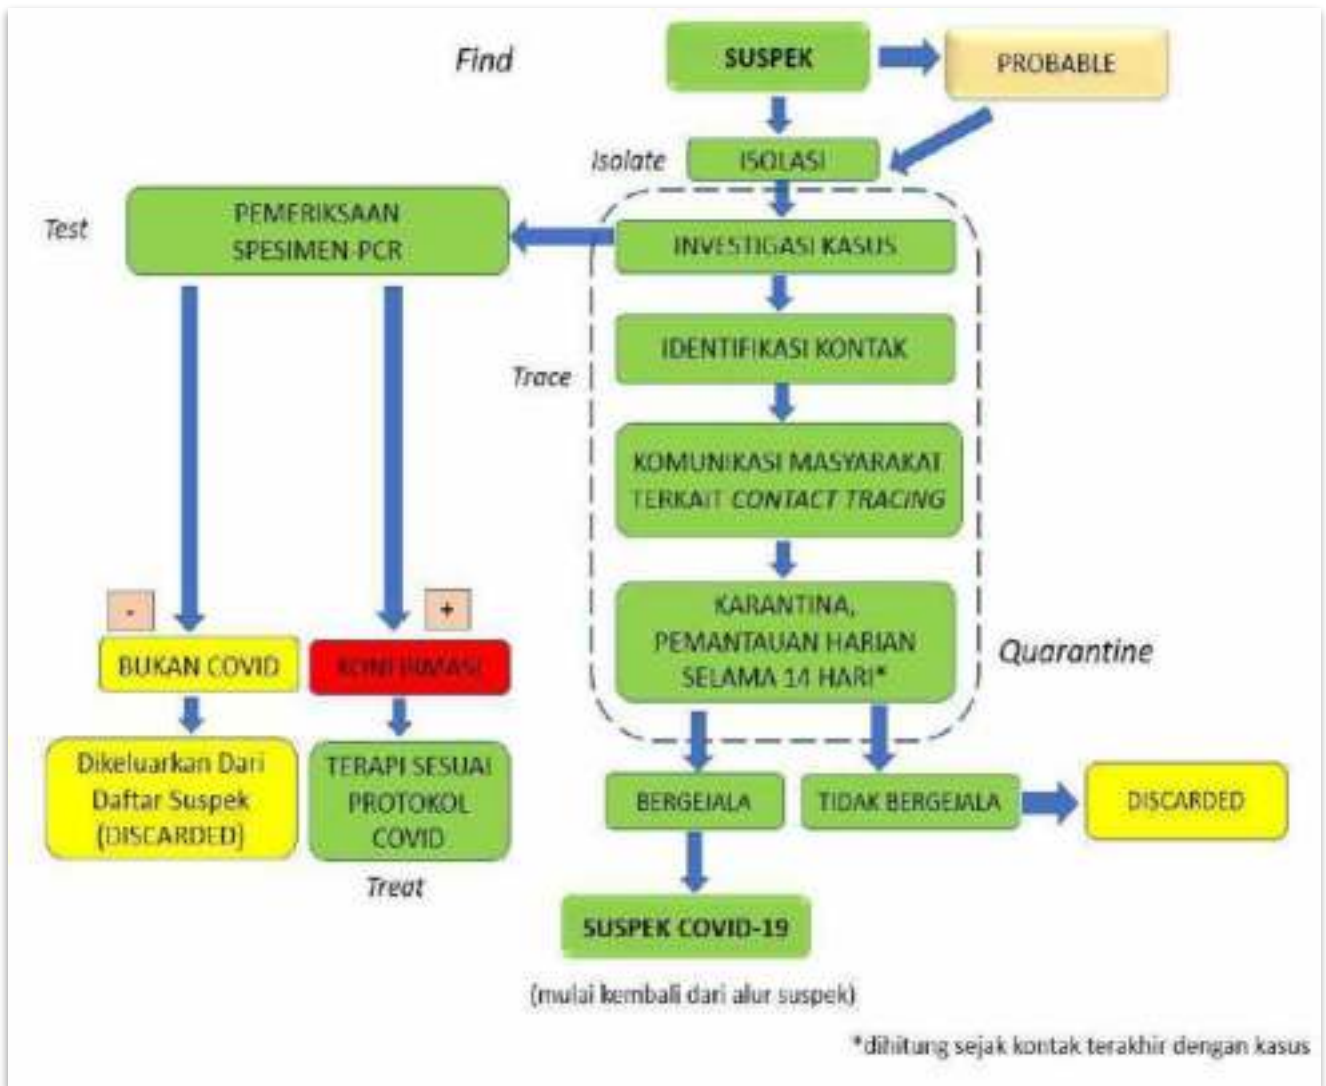 Find
SUSPEK
PROBABLE
Isolate
ISOLASI
Test
PEMERIKSAAN
SPESIMEN-PCR
INVESTIGASI KASUS
IDENTIFIKASI KONTAK
Trace
KOMUNIKASI MASYARAKAT
TERKAIT CONTACT TRACING
KARANTINA,
PEMANTAUAN HARIAN
SELAMA 14 HARI*
Quarantine
-
+
BUKAN COVID
KONFIRMASI
Dikeluarkan Dari
Daftar Suspek
(DISCARDED)
TERAPI SESUAI
PROTOKOL
COVID
Treat
BERGEJALA
TIDAK BERGEJALA
DISCARDED
SUSPEK COVID-19
(mulai kembali dari alur suspek)
*dihitung sejak kontak terakhir dengan kasus